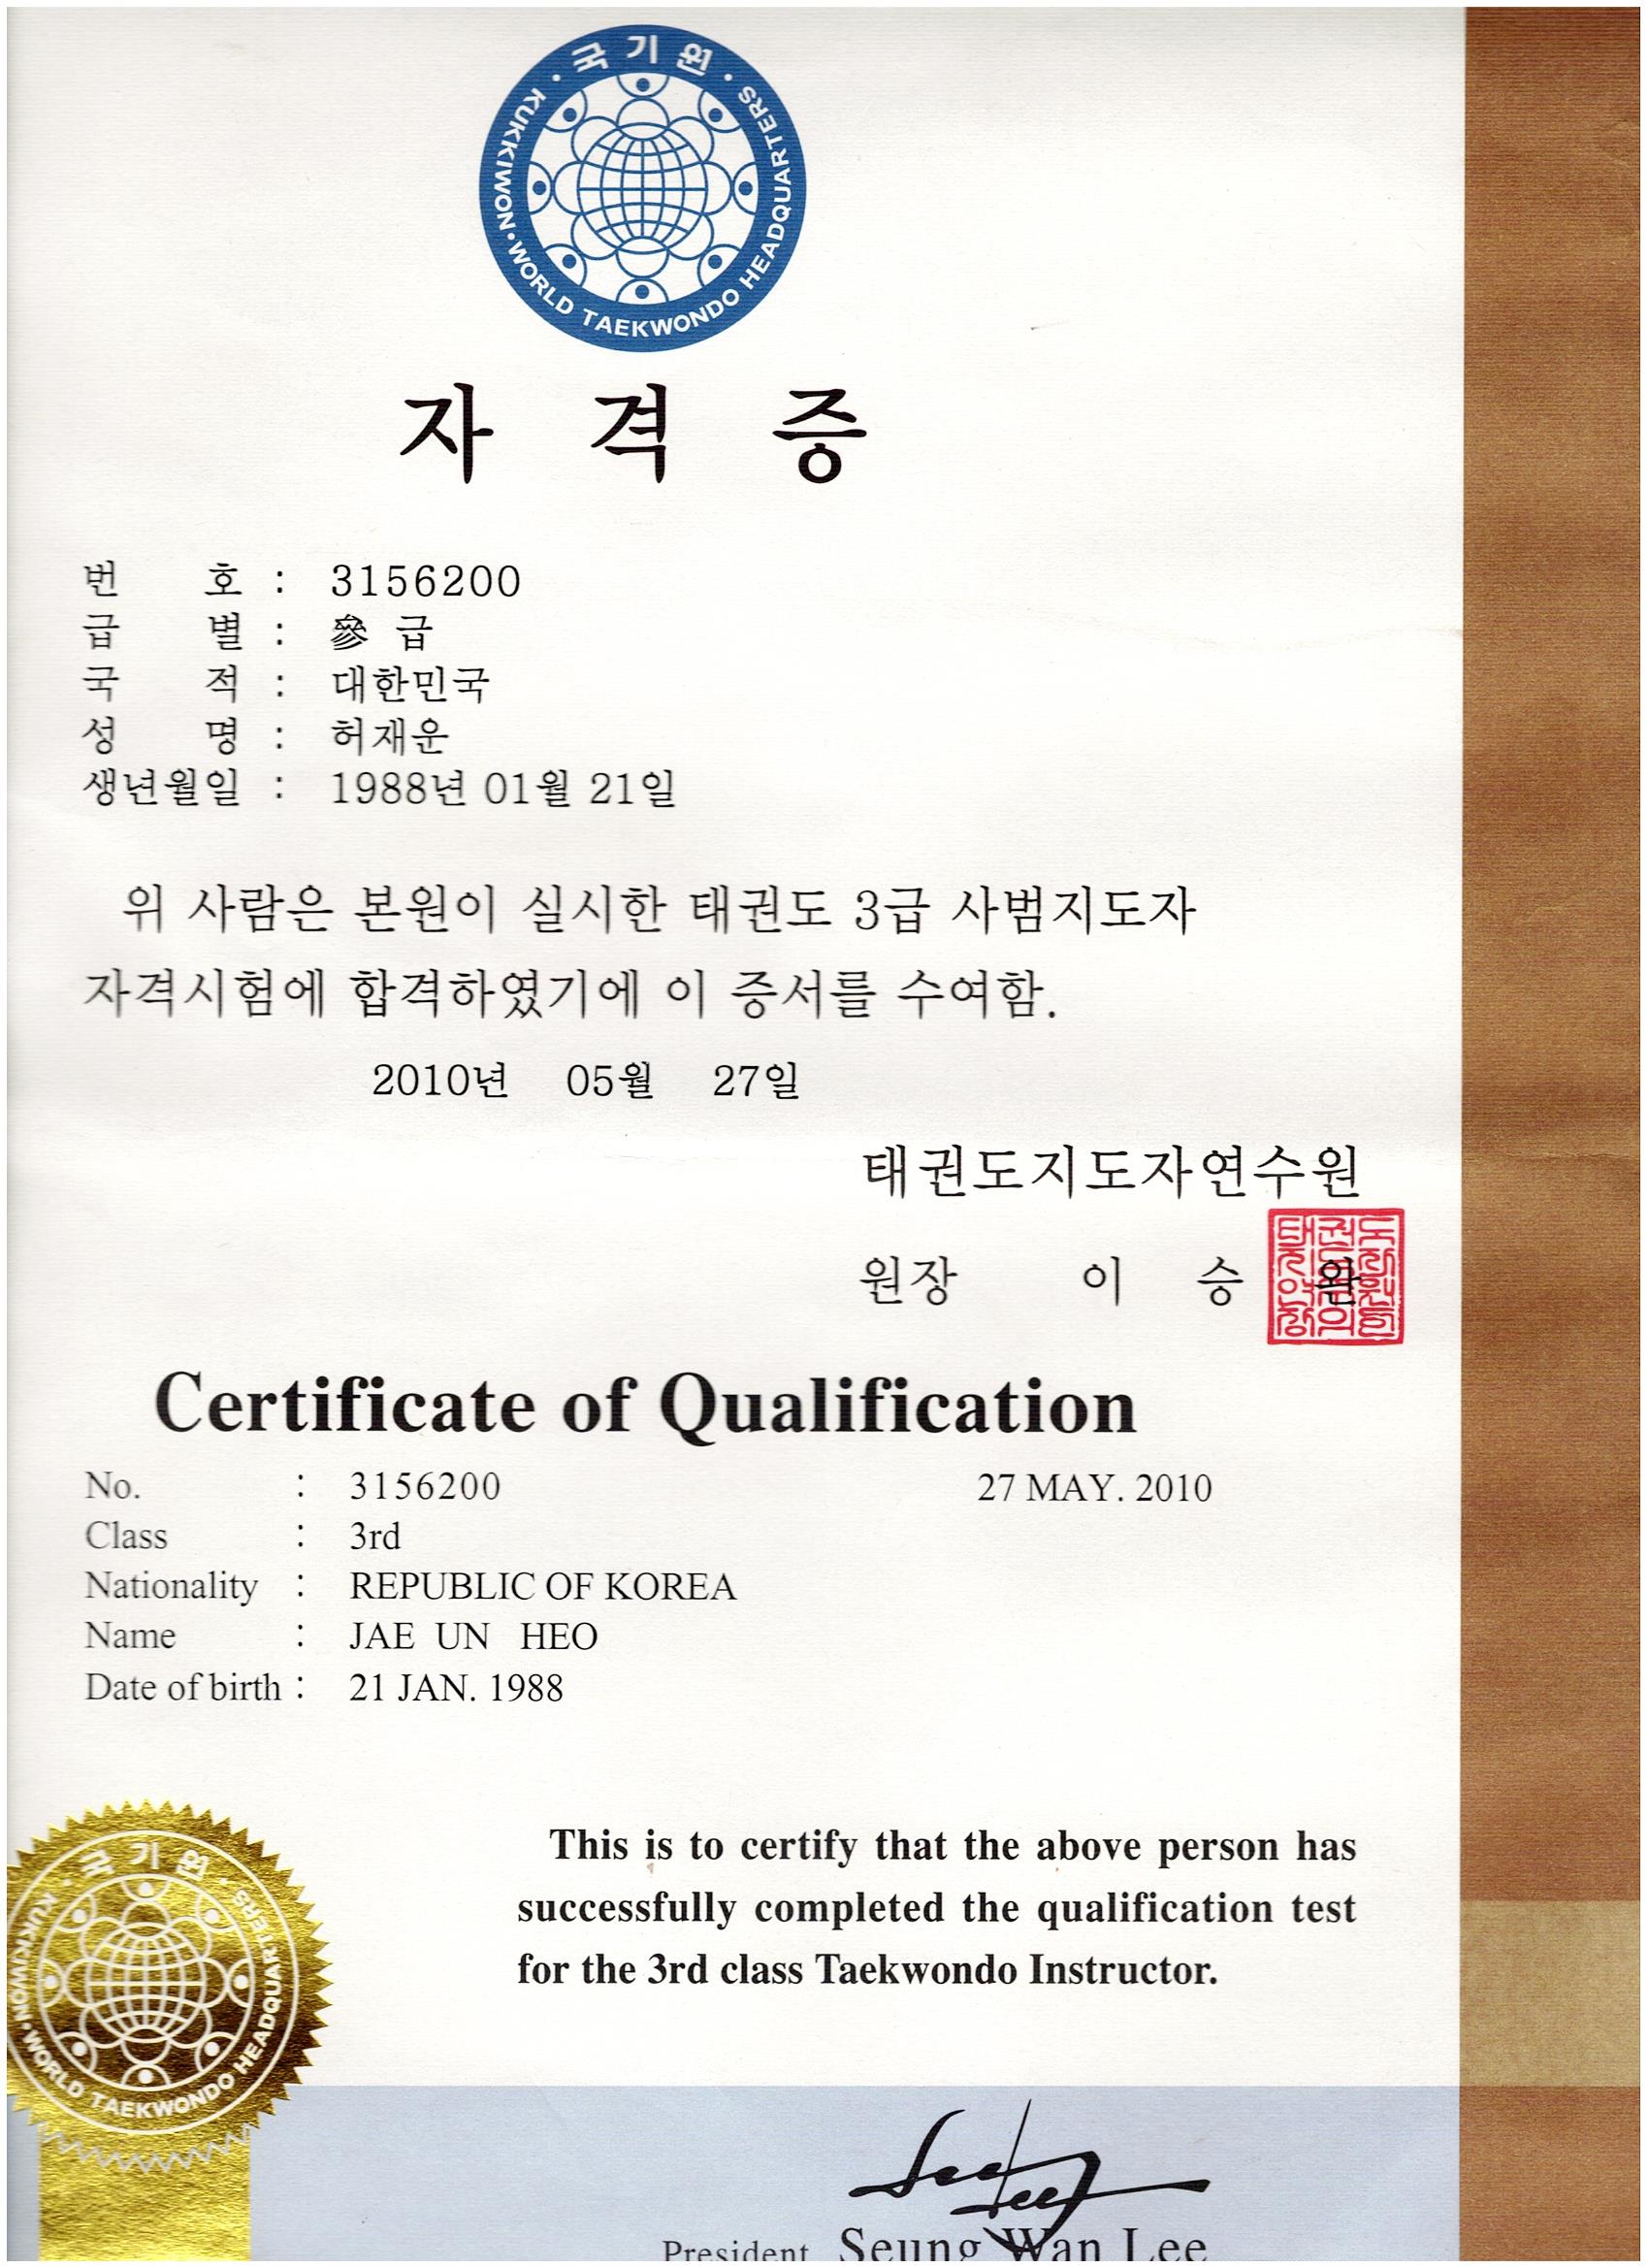 국기원
KUKKIWON · WORLD TAEKWONDO HEADQUARTERS
자 격 증
번 호 : 3156200
급 별 : 參 급
국 적 : 대한민국
성 명 : 허재운
생년월일 : 1988년 01월 21일
위 사람은 본원이 실시한 태권도 3급 사범지도자
자격시험에 합격하였기에 이 증서를 수여함.
2010년 05월 27일
태권도지도자연수원
원장 이 승 완
Certificate of Qualification
No. : 3156200 27 MAY. 2010
Class : 3rd
Nationality : REPUBLIC OF KOREA
Name : JAE UN HEO
Date of birth : 21 JAN. 1988
This is to certify that the above person has
successfully completed the qualification test
for the 3rd class Taekwondo Instructor.
국기원
KUKKIWON · WORLD TAEKWONDO HEADQUARTERS
President Seung Wan Lee